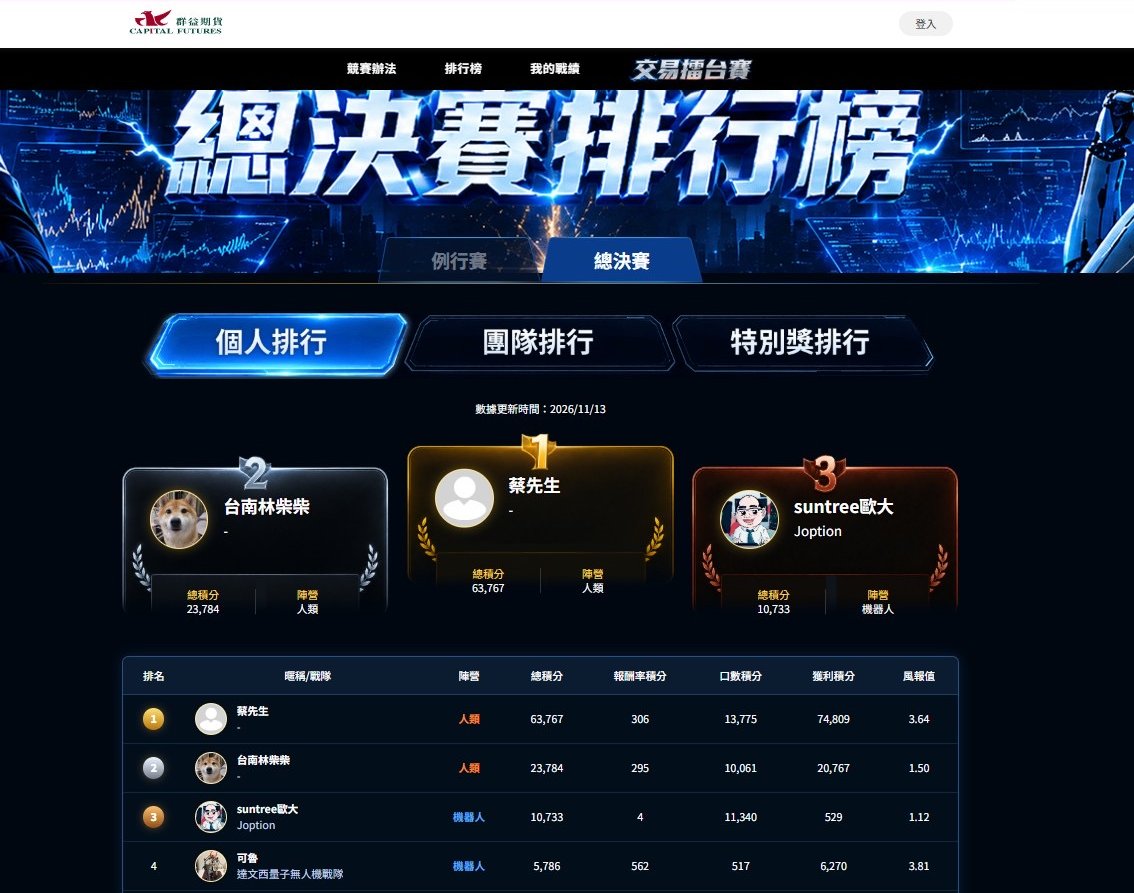 群益期貨
CAPITAL FUTURES
登入
競賽辦法 排行榜 我的戰績 交易擂台賽
總決賽排行榜
例行賽 總決賽
個人排行 團隊排行 特別獎排行
數據更新時間：2026/11/13
2
台南林柴柴
-
總積分 陣營
23,784 人類
1
蔡先生
-
總積分 陣營
63,767 人類
3
suntree歐大
Joption
總積分 陣營
10,733 機器人
排名 暱稱/戰隊 陣營 總積分 報酬率積分 口數積分 獲利積分 風報值
1 蔡先生 人類 63,767 306 13,775 74,809 3.64
-
2 台南林柴柴 人類 23,784 295 10,061 20,767 1.50
-
3 suntree歐大 機器人 10,733 4 11,340 529 1.12
Joption
4 可魯 機器人 5,786 562 517 6,270 3.81
達文西量子無人機戰隊